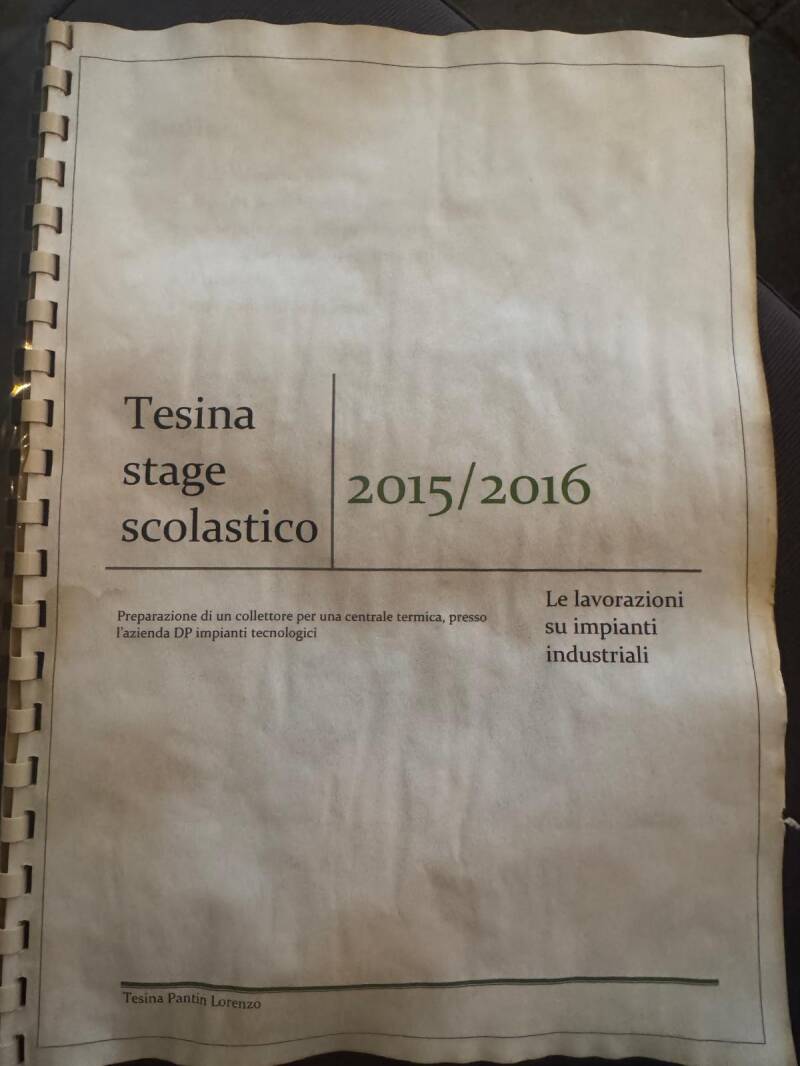 Tesina
stage
scolastico
2015/2016
Preparazione di un collettore per una centrale termica, presso
l'azienda DP impianti tecnologici
Le lavorazioni
su impianti
industriali
Tesina Pantin Lorenzo